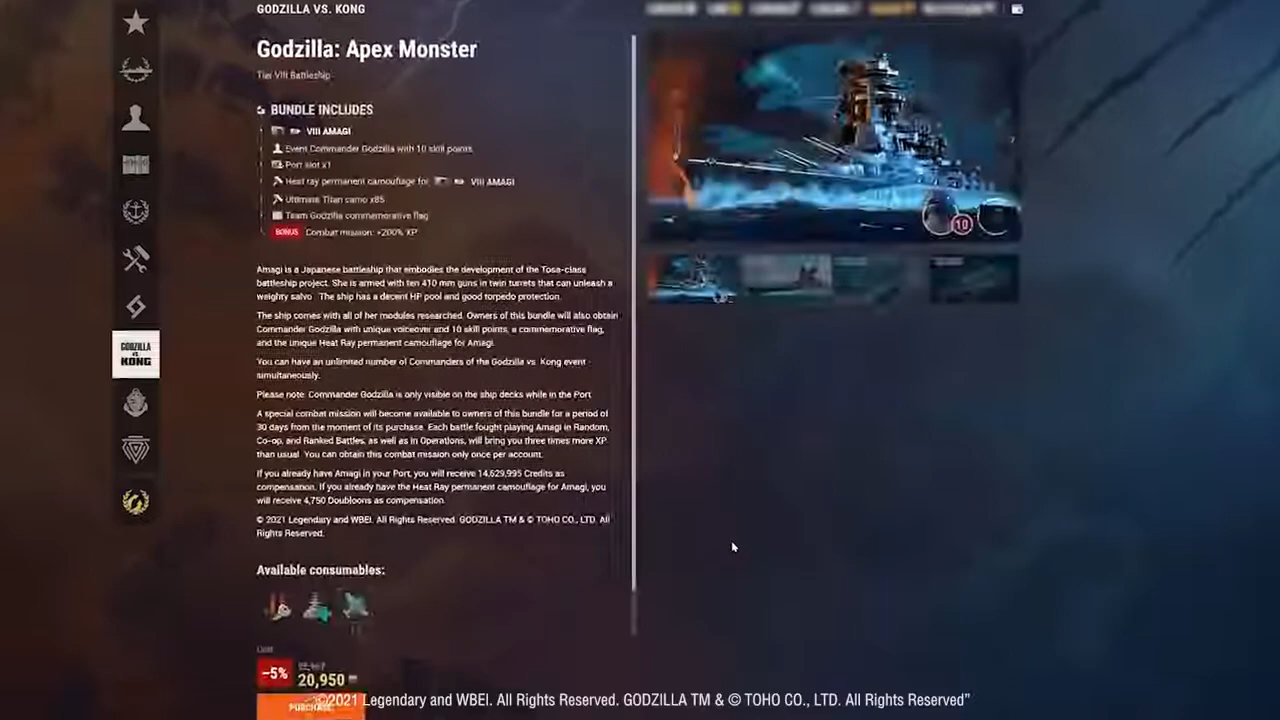 GODZILLA VS. KONG
Godzilla: Apex Monster
Tier VIII Battleship
BUNDLE INCLUDES
VIII AMAGI
Event Commander Godzilla with 10 skill points
Port slot x1
Heat ray permanent camouflage for VIII AMAGI
Ultimate Titan camo x85
Team Godzilla commemorative flag
BONUS Combat mission: +200% XP
10
GODZILLA
VS
KONG
Amagi is a Japanese battleship that embodies the development of the Tosa-class
battleship project. She is armed with ten 410 mm guns in twin turrets that can unleash a
weighty salvo. The ship has a decent HP pool and good torpedo protection.
The ship comes with all of her modules researched. Owners of this bundle will also obtain
Commander Godzilla with unique voiceover and 10 skill points, a commemorative flag,
and the unique Heat Ray permanent camouflage for Amagi.
You can have an unlimited number of Commanders of the Godzilla vs. Kong event
simultaneously.
Please note: Commander Godzilla is only visible on the ship decks while in the Port
A special combat mission will become available to owners of this bundle for a period of
30 days from the moment of its purchase. Each battle fought playing Amagi in Random,
Co-op, and Ranked Battles, as well as in Operations, will bring you three times more XP
than usual. You can obtain this combat mission only once per account.
If you already have Amagi in your Port, you will receive 14,629,995 Credits as
compensation. If you already have the Heat Ray permanent camouflage for Amagi, you
will receive 4,750 Doubloons as compensation.
© 2021 Legendary and WBEI. All Rights Reserved. GODZILLA TM & © TOHO CO., LTD. All
Rights Reserved.
Available consumables:
-5%
20,950
PURCHASE
©2021 Legendary and WBEI. All Rights Reserved. GODZILLA TM & © TOHO CO., LTD. All Rights Reserved”